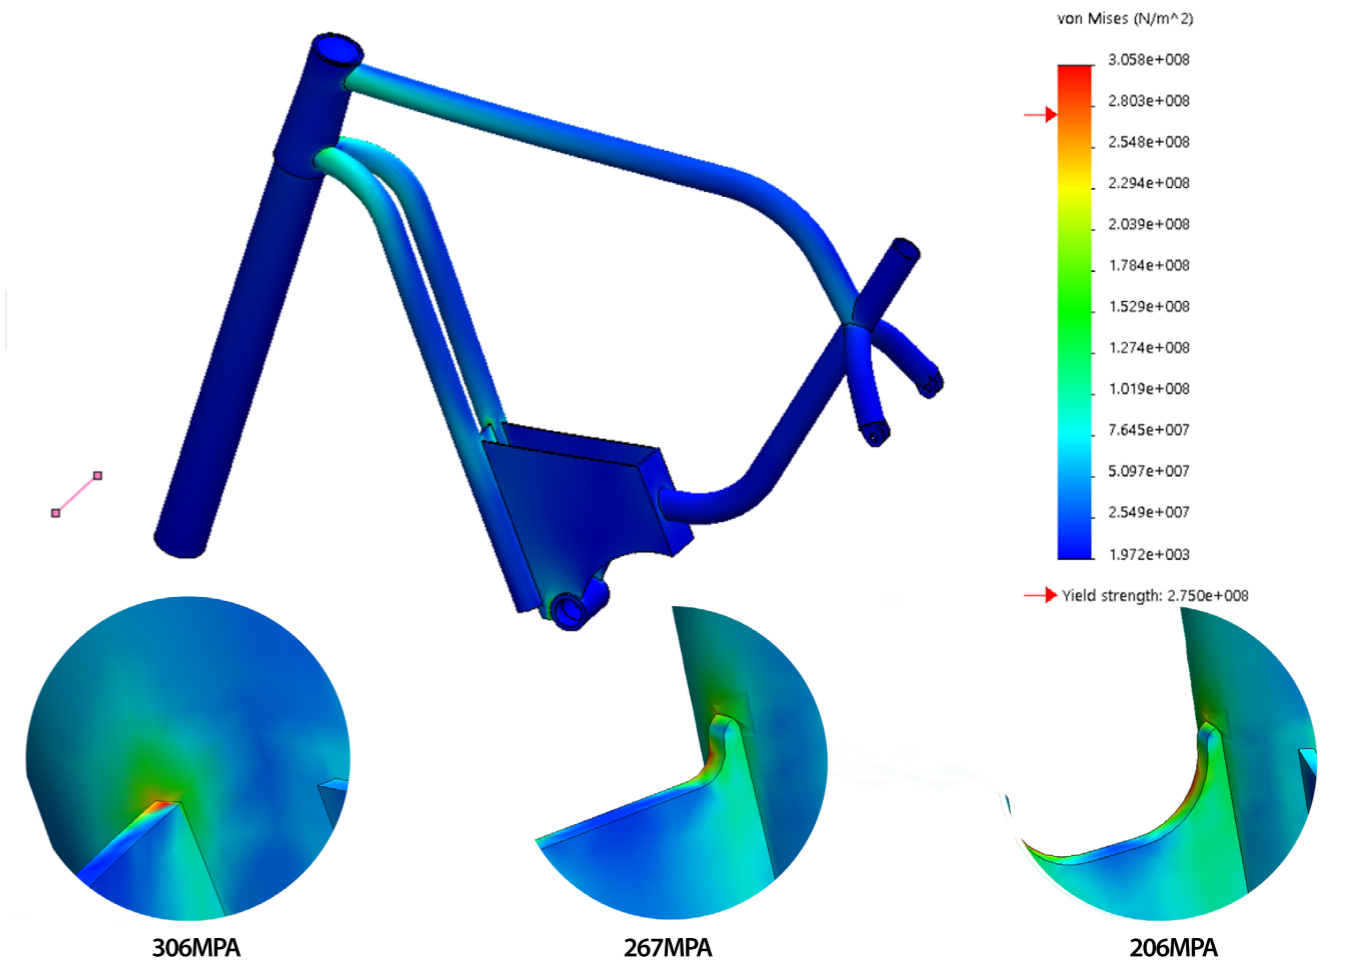 von Mises (N/m^2)
3.058e+008
2.803e+008
2.548e+008
2.294e+008
2.039e+008
1.784e+008
1.529e+008
1.274e+008
1.019e+008
7.645e+007
5.097e+007
2.549e+007
1.972e+003
Yield strength: 2.750e+008
306MPA
267MPA
206MPA